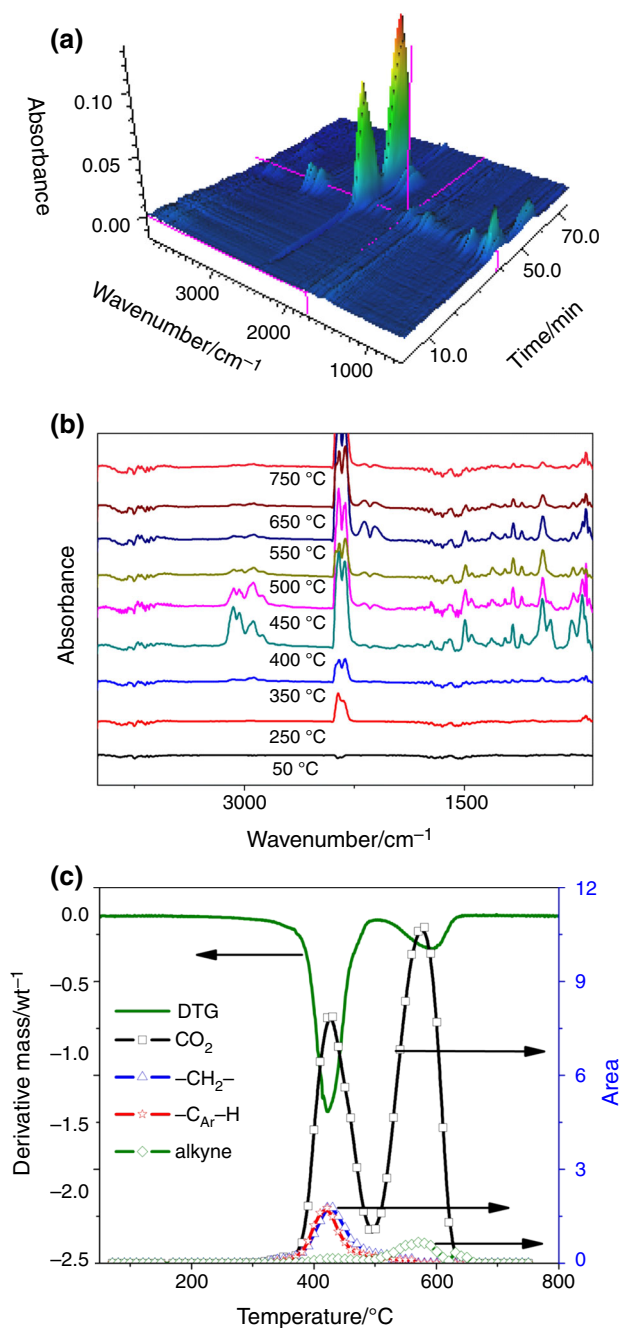 (a)
Absorbance
0.10
0.05
0.00
3000
2000
1000
Wavenumber/cm⁻¹
10.0
50.0
70.0
Time/min
(b)
Absorbance
750 °C
650 °C
550 °C
500 °C
450 °C
400 °C
350 °C
250 °C
50 °C
3000
1500
Wavenumber/cm⁻¹
(c)
Derivative mass/wt⁻¹
0.0
−0.5
−1.0
−1.5
−2.0
−2.5
DTG
CO₂
–CH₂–
–C_Ar–H
alkyne
12
9
6
3
0
Area
200
400
600
800
Temperature/°C